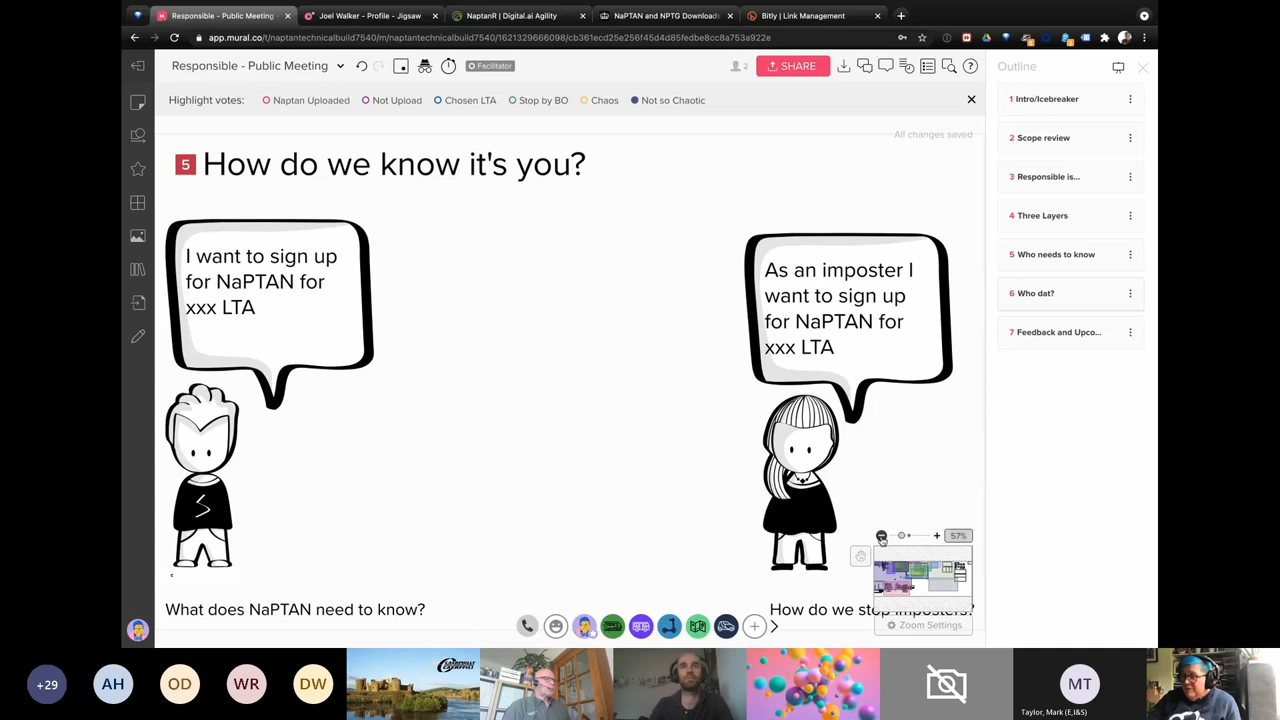 Responsible - Public Meeting
Joel Walker - Profile - Jigsaw
NaptanR | Digital.ai Agility
NaPTAN and NPTG Downloads
Bitly | Link Management
app.mural.co/t/naptantechnicalbuild7540/m/naptantechnicalbuild7540/1621329666098/cb361ecd25e256f45d4d85fedbe8cc8a753a922e
Responsible - Public Meeting
Facilitator
2
SHARE
Outline
Highlight votes:
Naptan Uploaded
Not Upload
Chosen LTA
Stop by BO
Chaos
Not so Chaotic
All changes saved
1 Intro/Icebreaker
2 Scope review
3 Responsible is...
4 Three Layers
5 Who needs to know
6 Who dat?
7 Feedback and Upco...
5 How do we know it's you?
I want to sign up
for NaPTAN for
xxx LTA
As an imposter I
want to sign up
for NaPTAN for
xxx LTA
57%
What does NaPTAN need to know?
How do we stop imposters?
Zoom Settings
+29
AH
OD
WR
DW
MT
Taylor, Mark (E,I&S)